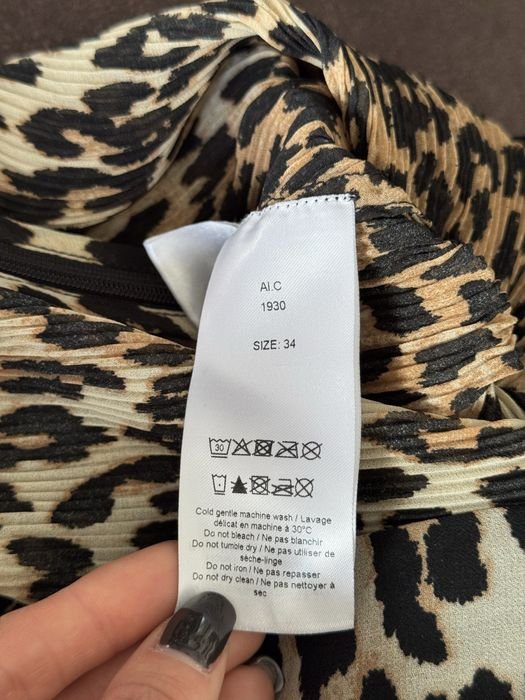 AI.C
1930
SIZE: 34
30
Cold gentle machine wash / Lavage
délicat en machine à 30°C
Do not bleach / Ne pas blanchir
Do not tumble dry / Ne pas utiliser de
sèche-linge
Do not iron / Ne pas repasser
Do not dry clean / Ne pas nettoyer à
sec